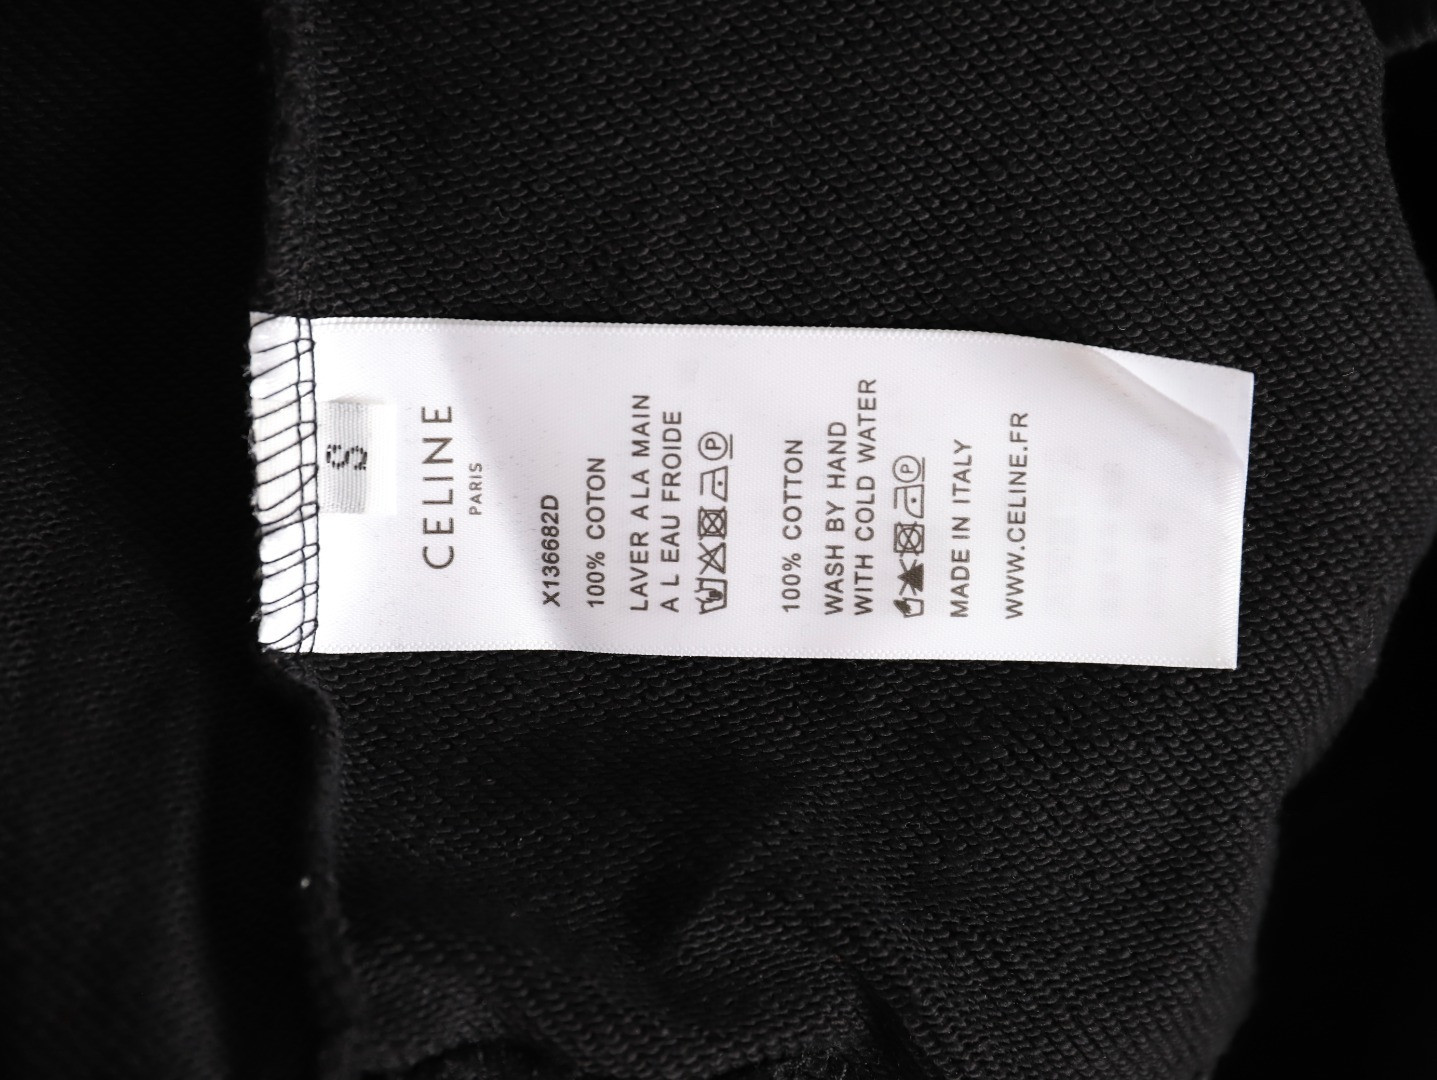 S
CELINE
PARIS
X136682D
100% COTON
LAVER A LA MAIN
A L EAU FROIDE
P
100% COTTON
WASH BY HAND
WITH COLD WATER
P
MADE IN ITALY
WWW.CELINE.FR